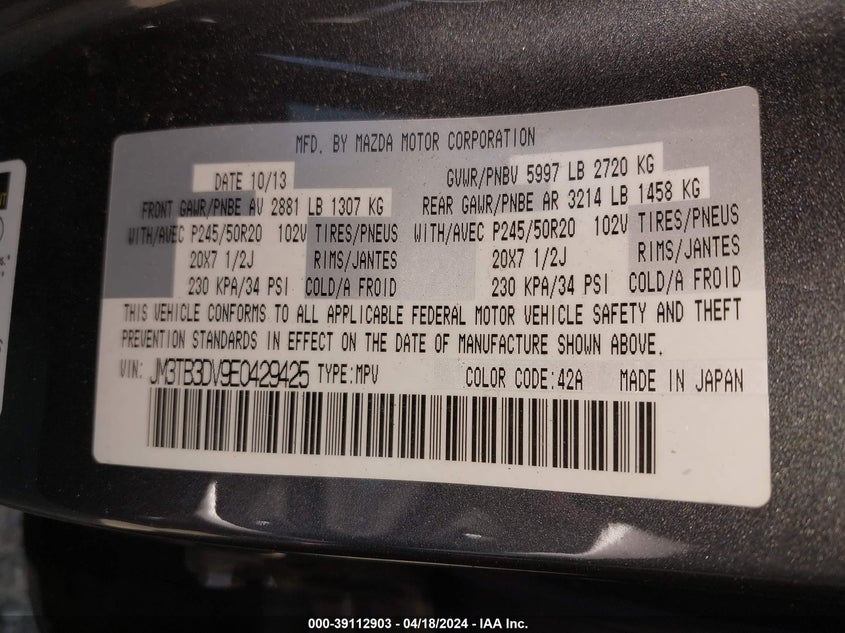 MFD. BY MAZDA MOTOR CORPORATION
DATE 10/13 GVWR/PNBV 5997 LB 2720 KG
FRONT GAWR/PNBE AV 2881 LB 1307 KG REAR GAWR/PNBE AR 3214 LB 1458 KG
WITH/AVEC P245/50R20 102V TIRES/PNEUS WITH/AVEC P245/50R20 102V TIRES/PNEUS
20X7 1/2J RIMS/JANTES 20X7 1/2J RIMS/JANTES
230 KPA/34 PSI COLD/A FROID 230 KPA/34 PSI COLD/A FROID
THIS VEHICLE CONFORMS TO ALL APPLICABLE FEDERAL MOTOR VEHICLE SAFETY AND THEFT
PREVENTION STANDARDS IN EFFECT ON THE DATE OF MANUFACTURE SHOWN ABOVE.
VIN: JM3TB3DV9E0429425 TYPE:MPV COLOR CODE:42A MADE IN JAPAN
000-39112903 - 04/18/2024 - IAA Inc.